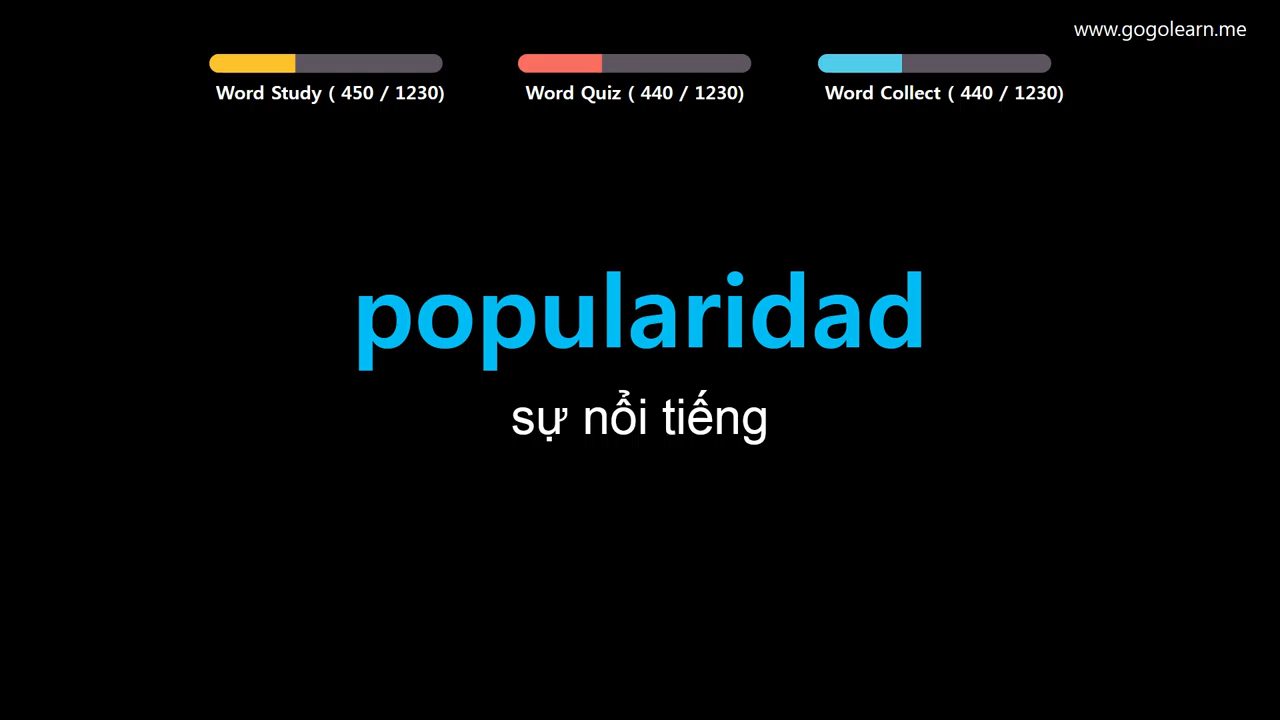 www.gogolearn.me
Word Study ( 450 / 1230)
Word Quiz ( 440 / 1230)
Word Collect ( 440 / 1230)
popularidad
sự nổi tiếng